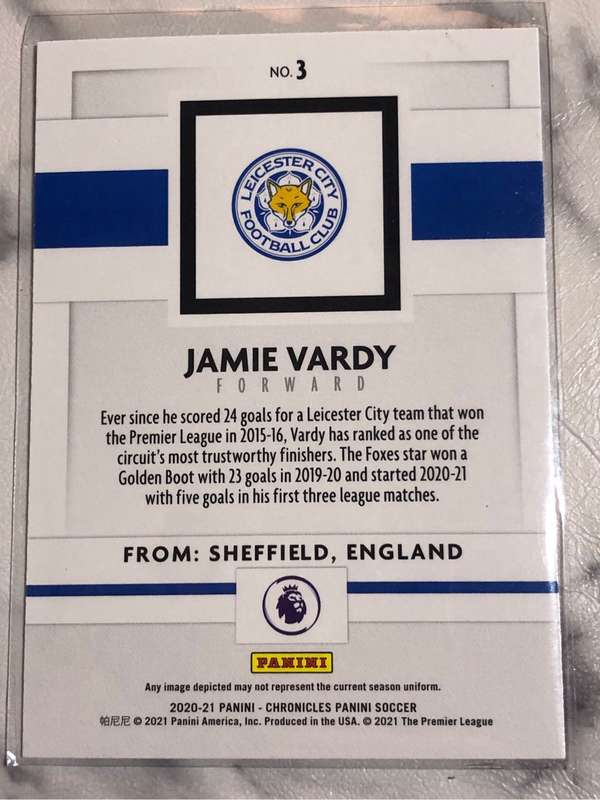 NO. 3
LEICESTER CITY
FOOTBALL CLUB
JAMIE VARDY
FORWARD
Ever since he scored 24 goals for a Leicester City team that won
the Premier League in 2015-16, Vardy has ranked as one of the
circuit's most trustworthy finishers. The Foxes star won a
Golden Boot with 23 goals in 2019-20 and started 2020-21
with five goals in his first three league matches.
FROM: SHEFFIELD, ENGLAND
PANINI
Any image depicted may not represent the current season uniform.
2020-21 PANINI - CHRONICLES PANINI SOCCER
帕尼尼 © 2021 Panini America, Inc. Produced in the USA. © 2021 The Premier League